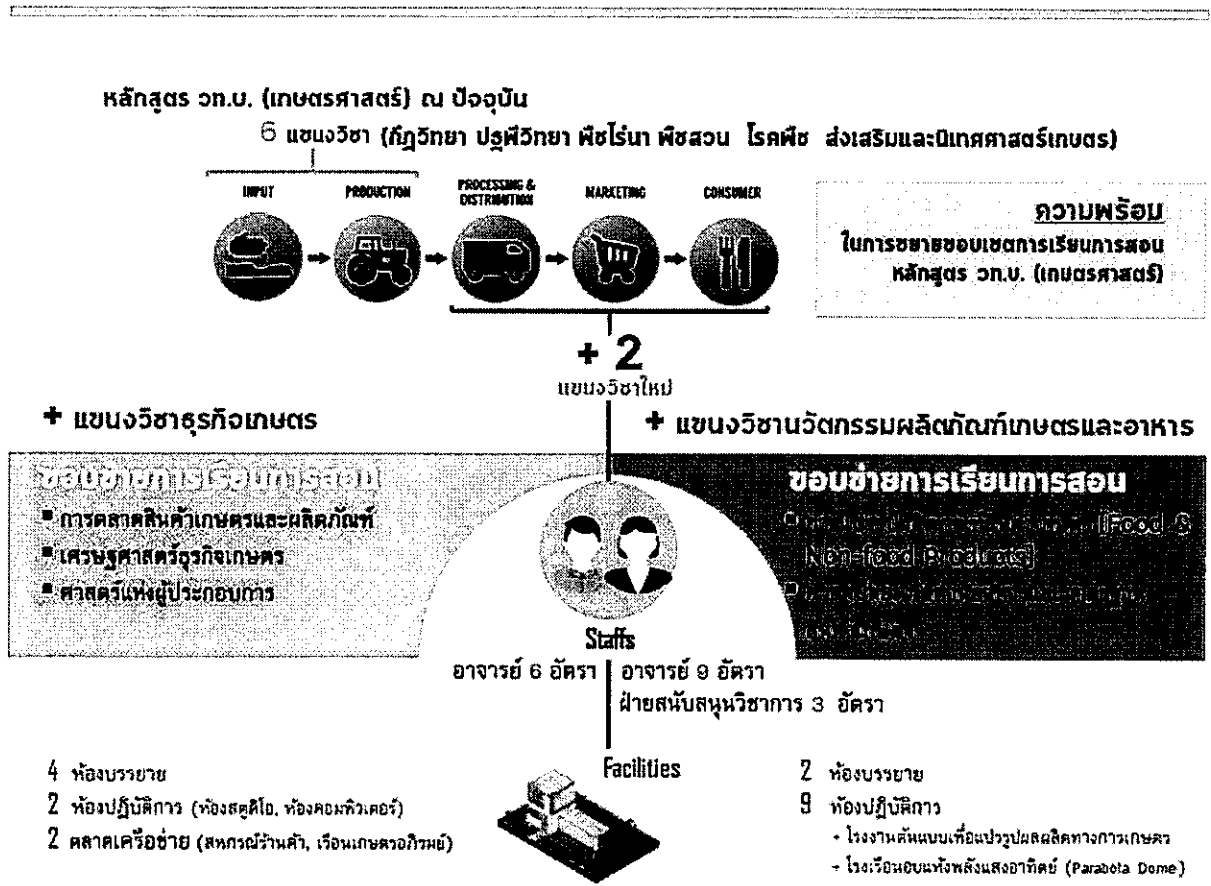 หลักสูตร วท.บ. (เกษตรศาสตร์) ณ ปัจจุบัน
6 แขนงวิชา (กีฏวิทยา ปฐพีวิทยา พืชไร่นา พืชสวน โรคพืช ส่งเสริมและนิเทศศาสตร์เกษตร)
INPUT
PRODUCTION
PROCESSING &
DISTRIBUTION
MARKETING
CONSUMER
ความพร้อม
ในการขยายขอบเขตการเรียนการสอน
หลักสูตร วท.บ. (เกษตรศาสตร์)
+ 2
แขนงวิชาใหม่
+ แขนงวิชาธุรกิจเกษตร
+ แขนงวิชานวัตกรรมผลิตภัณฑ์เกษตรและอาหาร
ขอบข่ายการเรียนการสอน
▪ การตลาดสินค้าเกษตรและผลิตภัณฑ์
▪ เศรษฐศาสตร์ธุรกิจเกษตร
▪ ศาสตร์แห่งผู้ประกอบการ
ขอบข่ายการเรียนการสอน
(Food &
Non-food Products)
Staffs
อาจารย์ 6 อัตรา
อาจารย์ 9 อัตรา
ฝ่ายสนับสนุนวิชาการ 3 อัตรา
Facilities
4 ห้องบรรยาย
2 ห้องปฏิบัติการ (ห้องสตูดิโอ, ห้องคอมพิวเตอร์)
2 ตลาดเครือข่าย (สหกรณ์ร้านค้า, เรือนเกษตรอภิรมย์)
2 ห้องบรรยาย
9 ห้องปฏิบัติการ
+ โรงงานต้นแบบเพื่อแปรรูปผลผลิตทางการเกษตร
+ โรงเรือนอบแห้งพลังแสงอาทิตย์ (Parabola Dome)